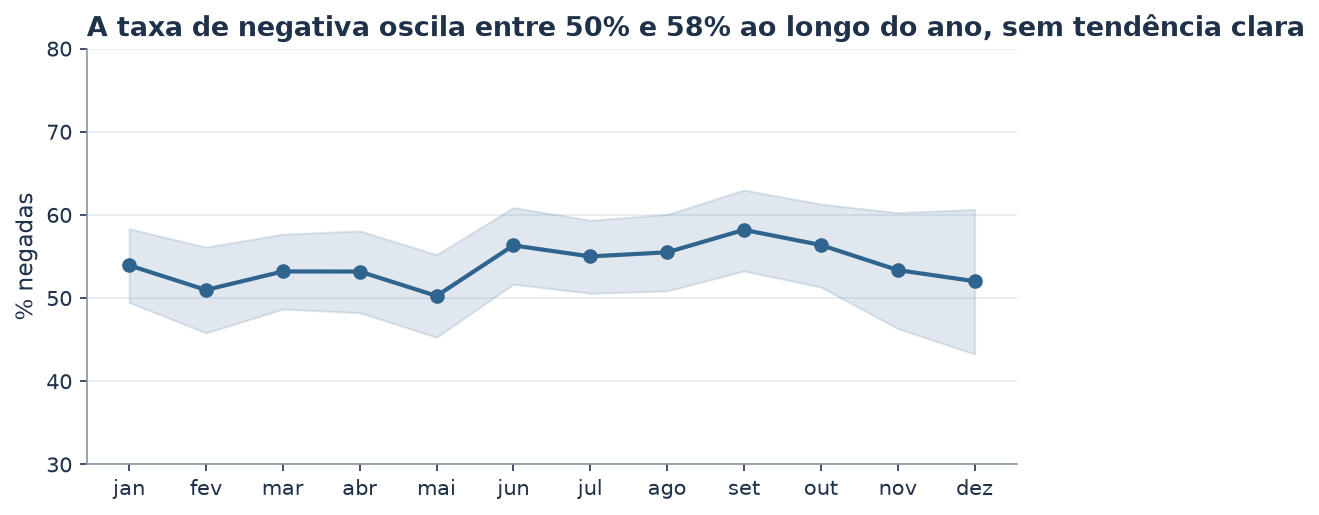 A taxa de negativa oscila entre 50% e 58% ao longo do ano, sem tendência clara
80
70
60
50
40
30
% negadas
jan fev mar abr mai jun jul ago set out nov dez